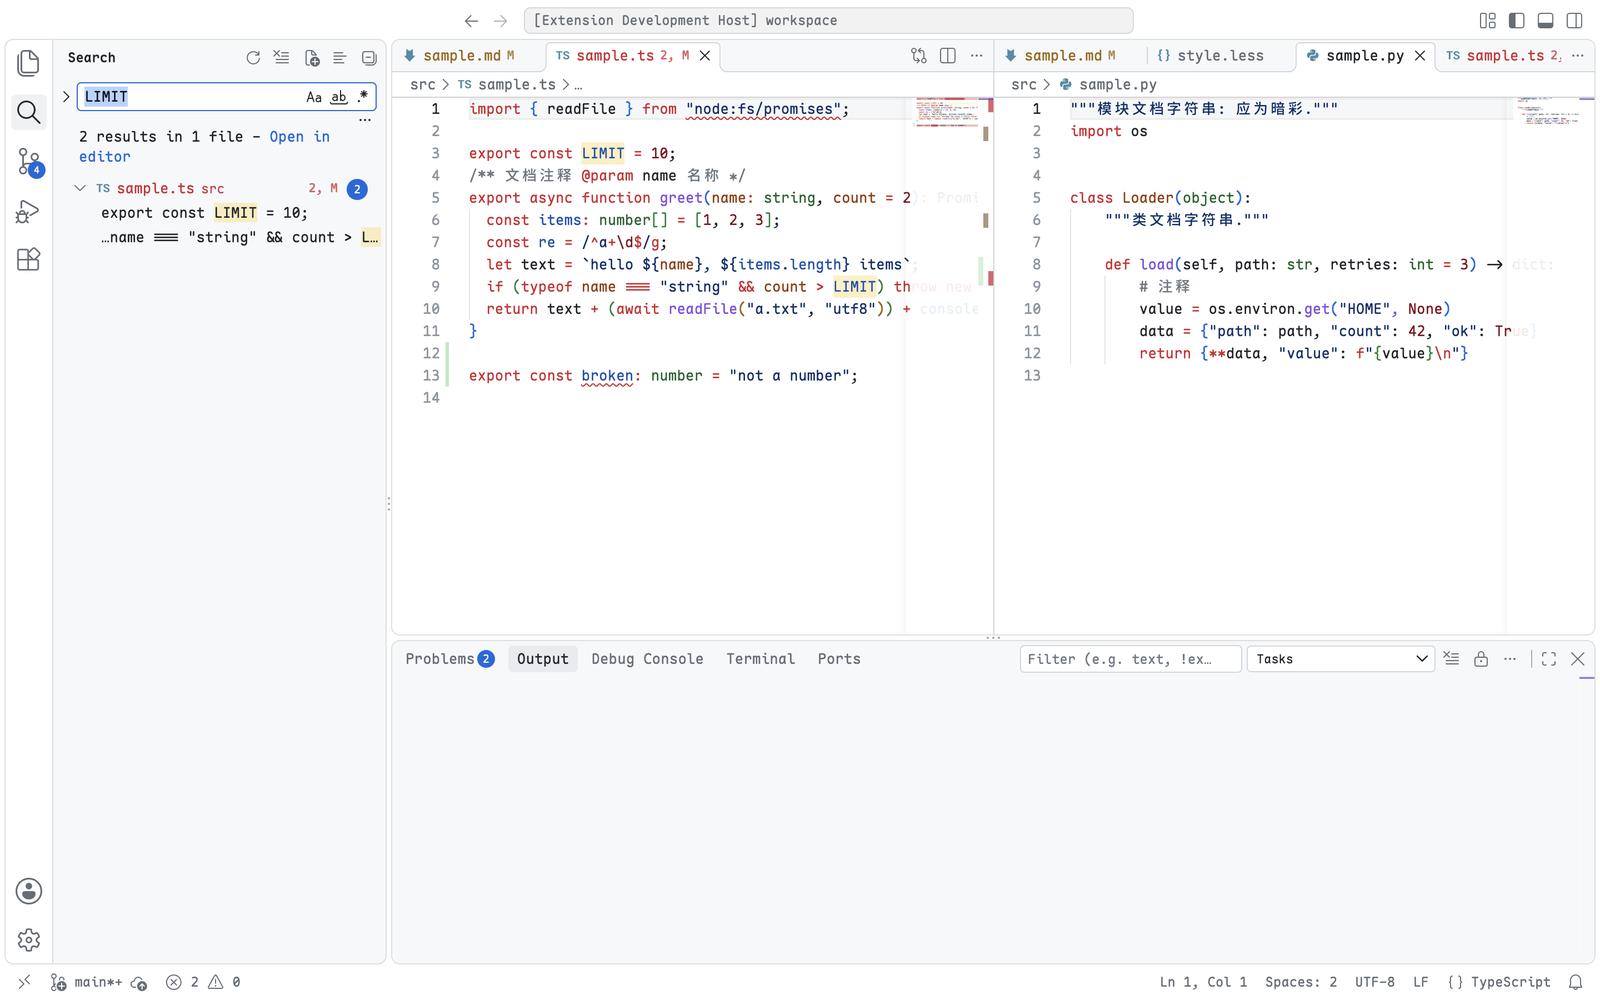 [Extension Development Host] workspace
Search
LIMIT
Aa ab .*
2 results in 1 file - Open in
editor
TS sample.ts src 2, M 2
export const LIMIT = 10;
…name === "string" && count > L…
4
sample.md M
TS sample.ts 2, M
src > TS sample.ts > …
1 import { readFile } from "node:fs/promises";
2
3 export const LIMIT = 10;
4 /** 文档注释 @param name 名称 */
5 export async function greet(name: string, count = 2): Promi
6 const items: number[] = [1, 2, 3];
7 const re = /^a+\d$/g;
8 let text = `hello ${name}, ${items.length} items`;
9 if (typeof name === "string" && count > LIMIT) throw new
10 return text + (await readFile("a.txt", "utf8")) + console
11 }
12
13 export const broken: number = "not a number";
14
sample.md M
{} style.less
sample.py
TS sample.ts 2,
src > sample.py
1 """模块文档字符串: 应为暗彩."""
2 import os
3
4
5 class Loader(object):
6 """类文档字符串."""
7
8 def load(self, path: str, retries: int = 3) -> dict:
9 # 注释
10 value = os.environ.get("HOME", None)
11 data = {"path": path, "count": 42, "ok": True}
12 return {**data, "value": f"{value}\n"}
13
Problems 2 Output Debug Console Terminal Ports
Filter (e.g. text, !ex…
Tasks
main*+ 2 0
Ln 1, Col 1 Spaces: 2 UTF-8 LF {} TypeScript